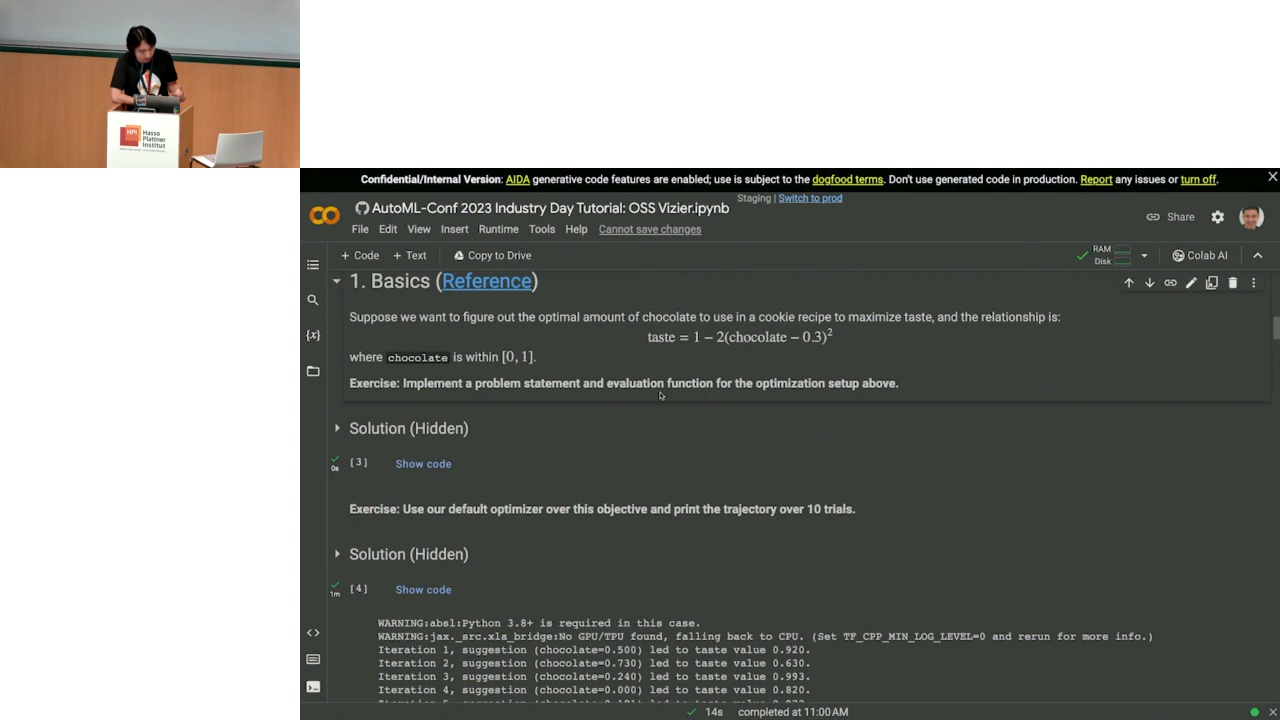 HPI Hasso
Plattner
Institut
Confidential/Internal Version: AIDA generative code features are enabled; use is subject to the dogfood terms. Don't use generated code in production. Report any issues or turn off.
Staging | Switch to prod
AutoML-Conf 2023 Industry Day Tutorial: OSS Vizier.ipynb
Share
File Edit View Insert Runtime Tools Help Cannot save changes
+ Code + Text Copy to Drive
RAM
Disk
Colab AI
1. Basics (Reference)
Suppose we want to figure out the optimal amount of chocolate to use in a cookie recipe to maximize taste, and the relationship is:
taste = 1 − 2(chocolate − 0.3)²
where chocolate is within [0, 1].
Exercise: Implement a problem statement and evaluation function for the optimization setup above.
Solution (Hidden)
[3] Show code
0s
Exercise: Use our default optimizer over this objective and print the trajectory over 10 trials.
Solution (Hidden)
[4] Show code
1m
WARNING:absl:Python 3.8+ is required in this case.
WARNING:jax._src.xla_bridge:No GPU/TPU found, falling back to CPU. (Set TF_CPP_MIN_LOG_LEVEL=0 and rerun for more info.)
Iteration 1, suggestion (chocolate=0.500) led to taste value 0.920.
Iteration 2, suggestion (chocolate=0.730) led to taste value 0.630.
Iteration 3, suggestion (chocolate=0.240) led to taste value 0.993.
Iteration 4, suggestion (chocolate=0.000) led to taste value 0.820.
14s completed at 11:00 AM